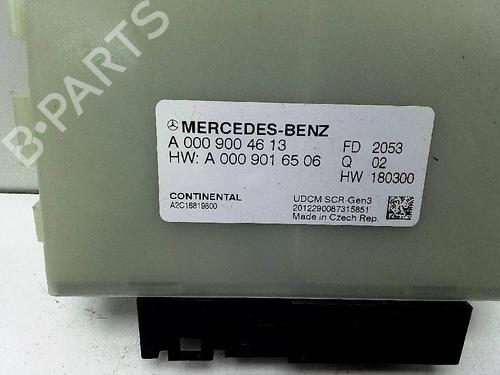 MERCEDES-BENZ
A 000 900 46 13 FD 2053
HW: A 000 901 65 06 Q 02
HW 180300
CONTINENTAL UDCM SCR-Gen3
A2C16819800 2012290087315851
Made in Czech Rep.
B-PARTS